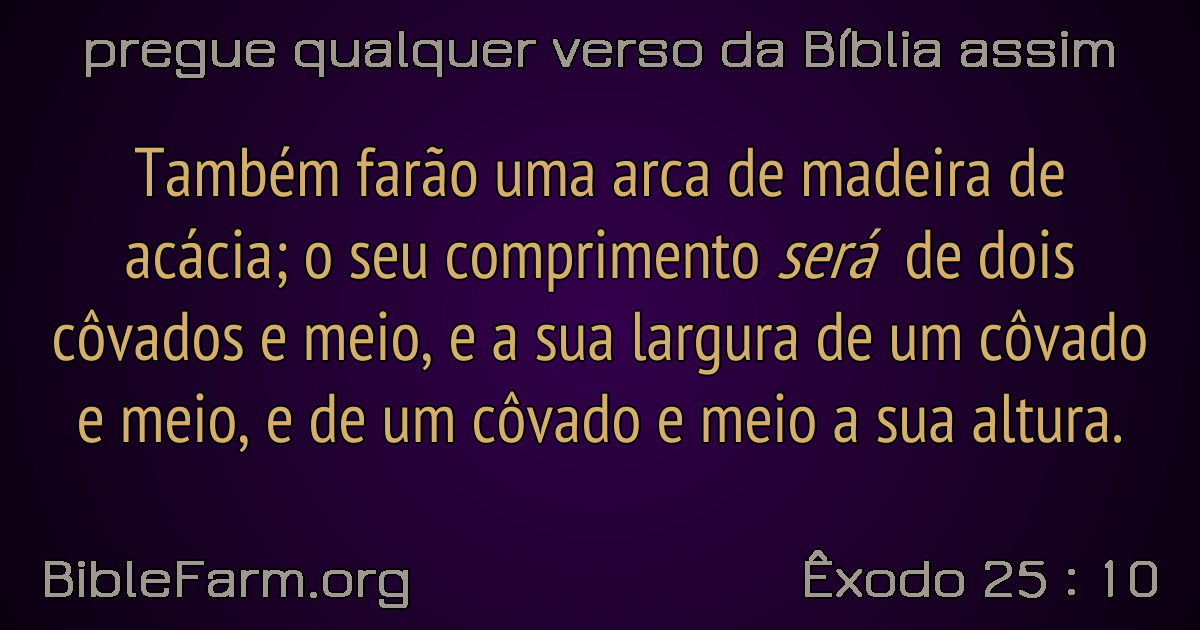 pregue qualquer verso da Bíblia assim
Também farão uma arca de madeira de
acácia; o seu comprimento será de dois
côvados e meio, e a sua largura de um côvado
e meio, e de um côvado e meio a sua altura.
BibleFarm.org
Êxodo 25 : 10